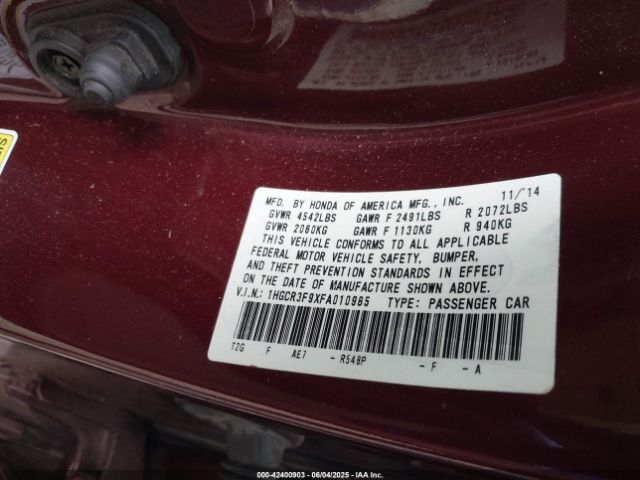 MFD. BY HONDA OF AMERICA MFG., INC. 11/'14
GVWR 4542LBS GAWR F 2491LBS R 2072LBS
GVWR 2060KG GAWR F 1130KG R 940KG
THIS VEHICLE CONFORMS TO ALL APPLICABLE
FEDERAL MOTOR VEHICLE SAFETY, BUMPER,
AND THEFT PREVENTION STANDARDS IN EFFECT
ON THE DATE OF MANUFACTURE SHOWN ABOVE.
V.I.N.: 1HGCR3F9XFA010985 TYPE: PASSENGER CAR
T2G F AE7 - R548P - F - A
000-42400903 - 06/04/2025 - IAA Inc.